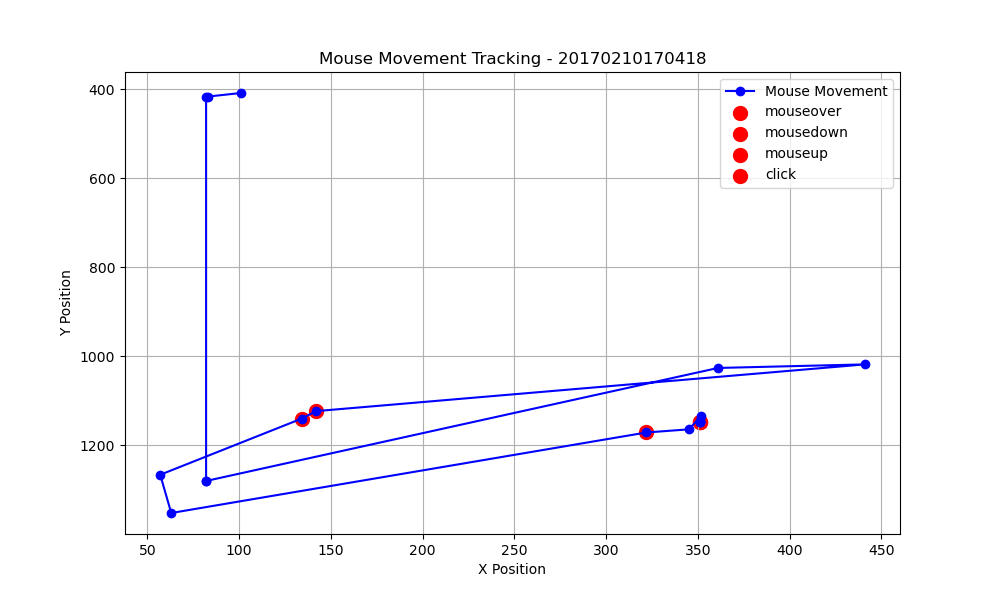 Mouse Movement Tracking - 20170210170418
Mouse Movement
mouseover
mousedown
mouseup
click
400
600
800
1000
1200
Y Position
50 100 150 200 250 300 350 400 450
X Position